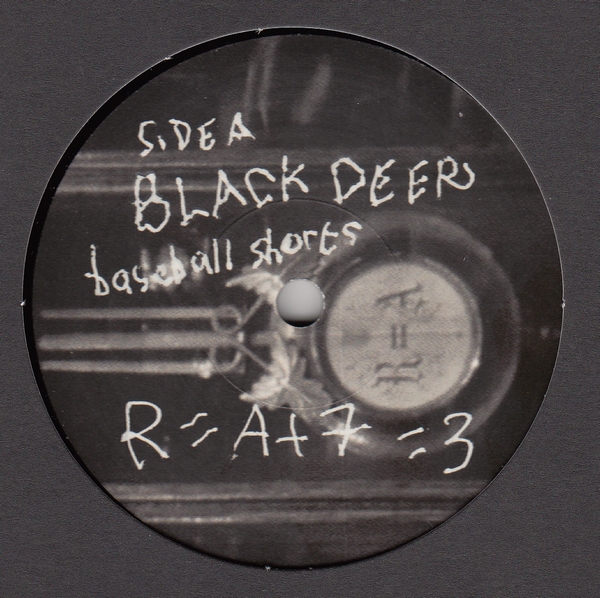 SiDE A
BLACK DEER
baseball shorts
R = A
R = A + 7 = 3